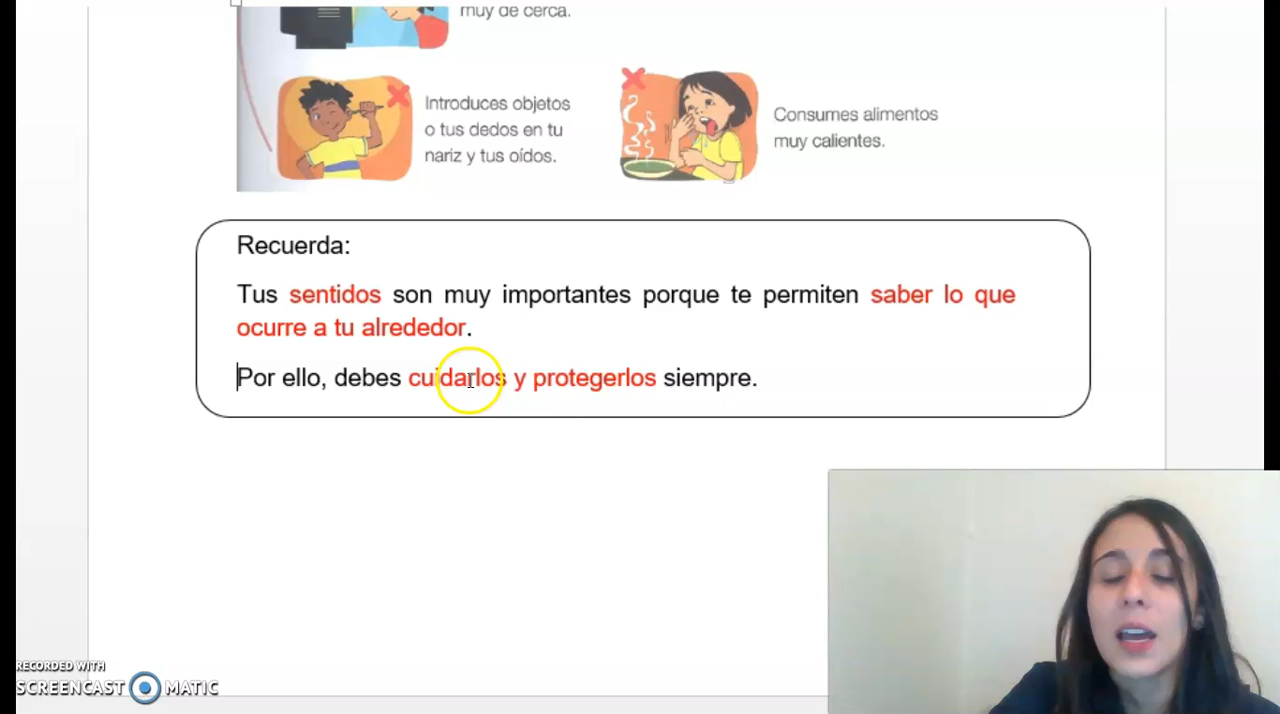 muy de cerca.
Introduces objetos
o tus dedos en tu
nariz y tus oídos.
Consumes alimentos
muy calientes.
Recuerda:
Tus sentidos son muy importantes porque te permiten saber lo que
ocurre a tu alrededor.
Por ello, debes cuidarlos y protegerlos siempre.
RECORDED WITH
SCREENCAST MATIC